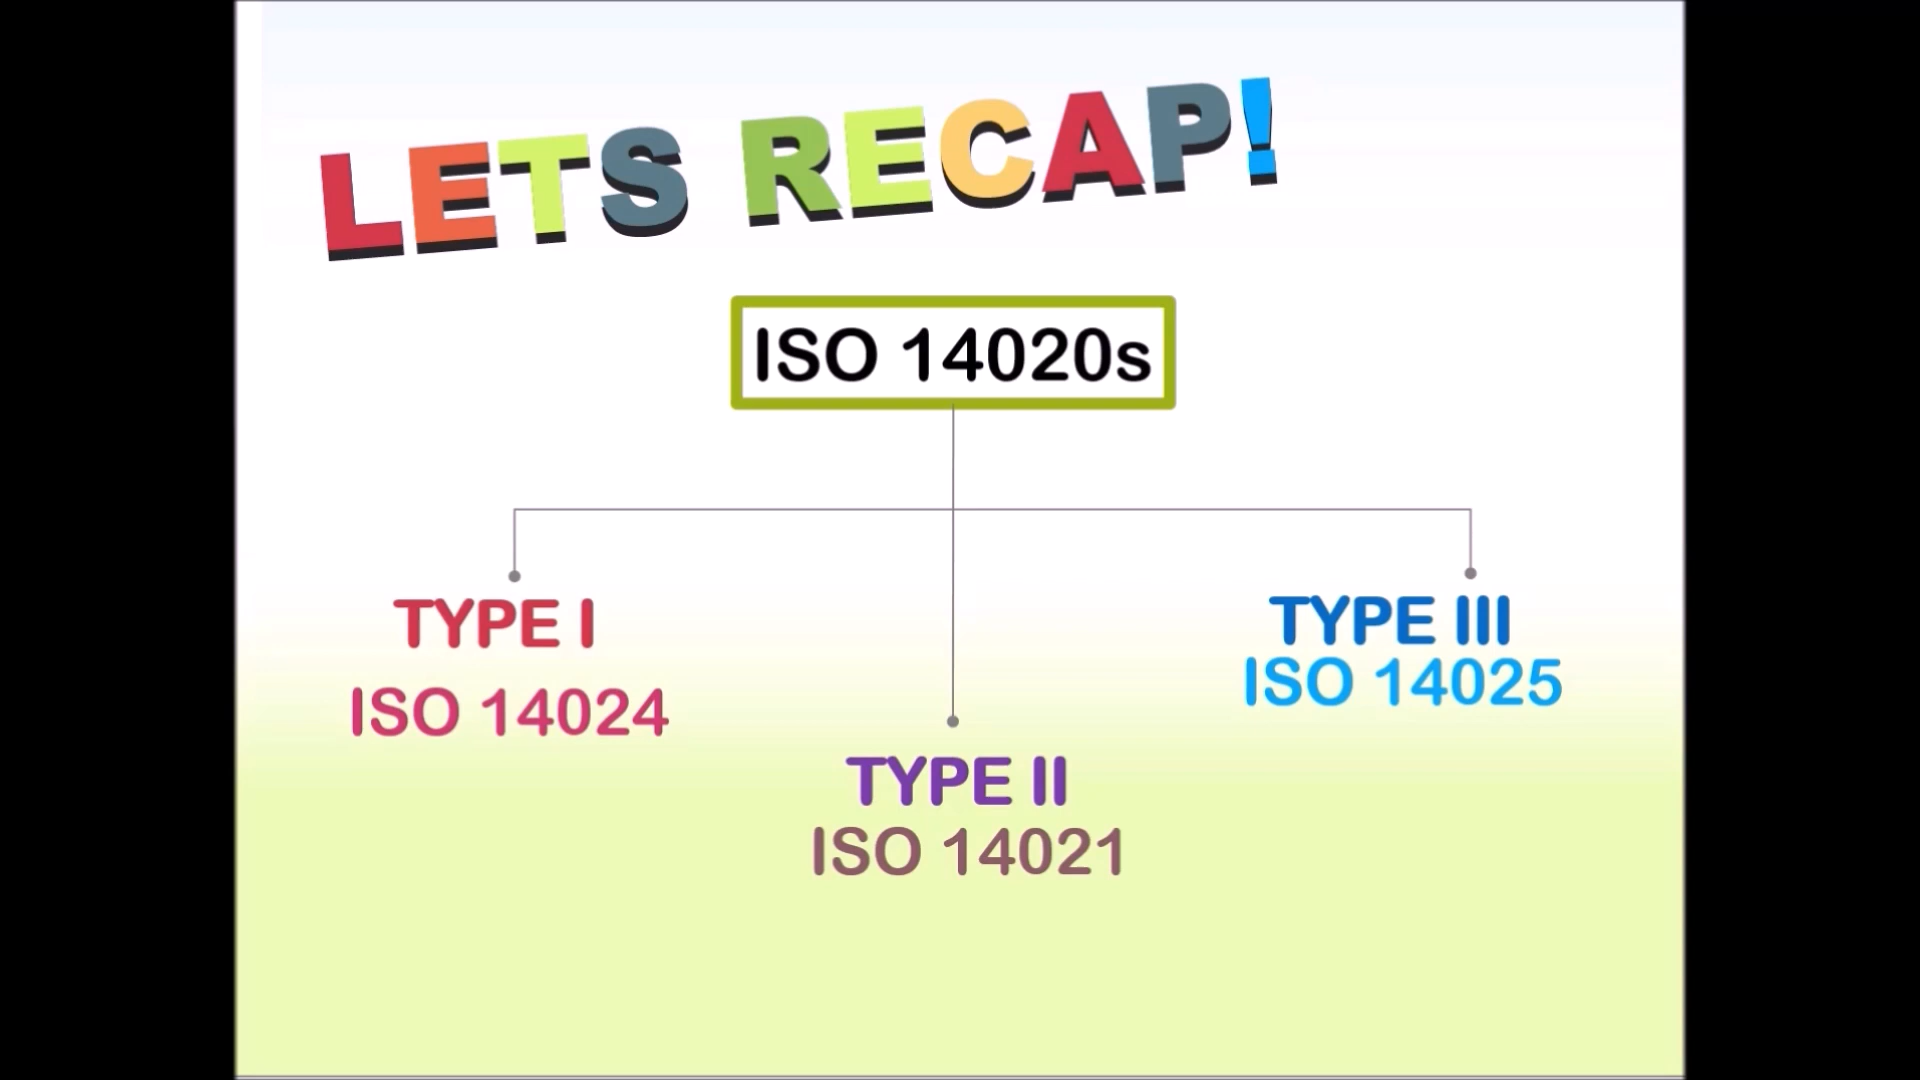 LETS RECAP!
ISO 14020s
TYPE I
ISO 14024
TYPE II
ISO 14021
TYPE III
ISO 14025